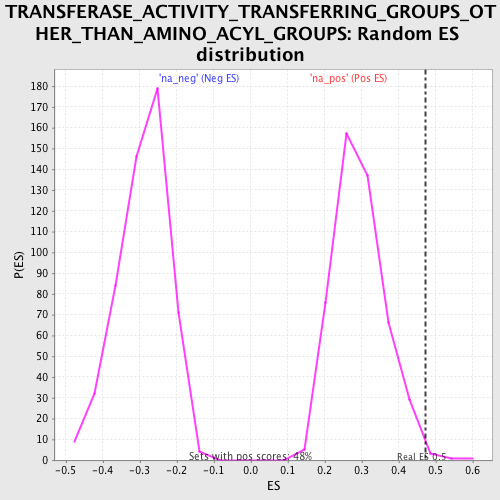 TRANSFERASE_ACTIVITY_TRANSFERRING_GROUPS_OT
HER_THAN_AMINO_ACYL_GROUPS: Random ES
distribution
'na_neg' (Neg ES)
'na_pos' (Pos ES)
180
170
160
150
140
130
120
110
100
90
80
70
60
50
40
30
20
10
0
P(ES)
Sets with pos scores: 48%
Real ES 0.5
-0.5 -0.4 -0.3 -0.2 -0.1 0.0 0.1 0.2 0.3 0.4 0.5 0.6
ES